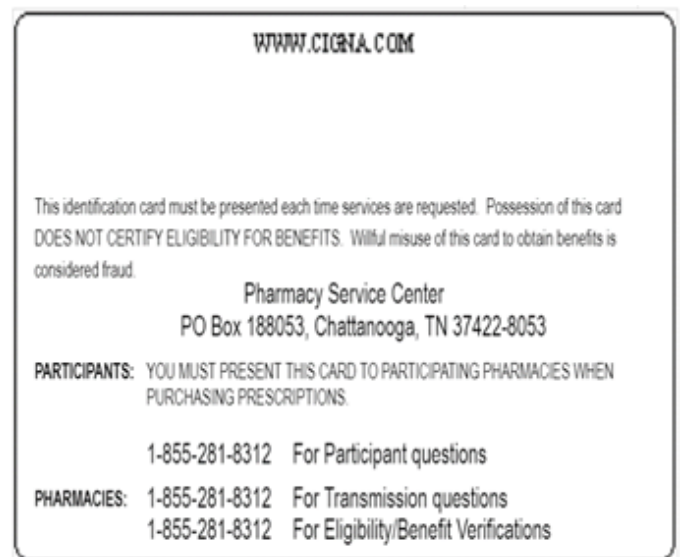 WWW.CIGNA.COM
This identification card must be presented each time services are requested. Possession of this card
DOES NOT CERTIFY ELIGIBILITY FOR BENEFITS. Willful misuse of this card to obtain benefits is
considered fraud.
Pharmacy Service Center
PO Box 188053, Chattanooga, TN 37422-8053
PARTICIPANTS: YOU MUST PRESENT THIS CARD TO PARTICIPATING PHARMACIES WHEN
PURCHASING PRESCRIPTIONS.
1-855-281-8312 For Participant questions
PHARMACIES: 1-855-281-8312 For Transmission questions
1-855-281-8312 For Eligibility/Benefit Verifications